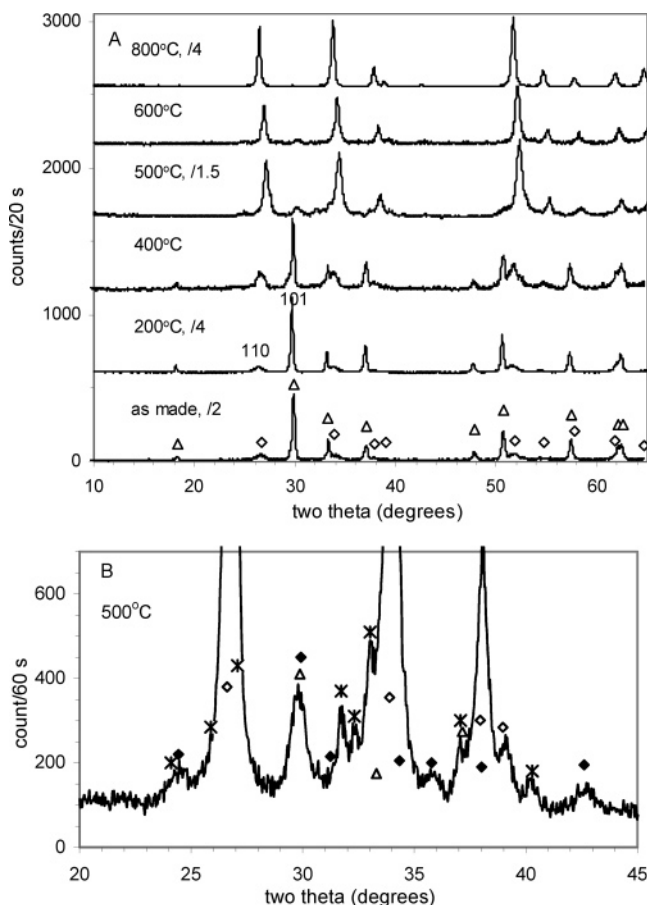 A
3000
800°C, /4
600°C
2000
500°C, /1.5
counts/20 s
400°C
1000
101
200°C, /4
110
as made, /2
0
10 20 30 40 50 60
two theta (degrees)
B
600
500°C
count/60 s
400
200
0
20 25 30 35 40 45
two theta (degrees)